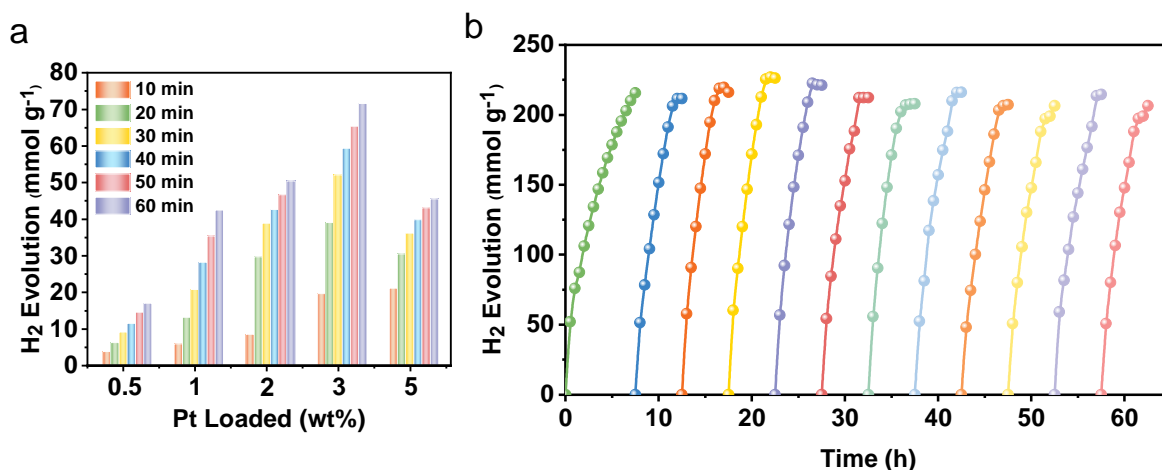 a
H2 Evolution (mmol g-1)
80
70
60
50
40
30
20
10
0
10 min
20 min
30 min
40 min
50 min
60 min
0.5 1 2 3 5
Pt Loaded (wt%)
b
H2 Evolution (mmol g-1)
250
200
150
100
50
0
0 10 20 30 40 50 60
Time (h)